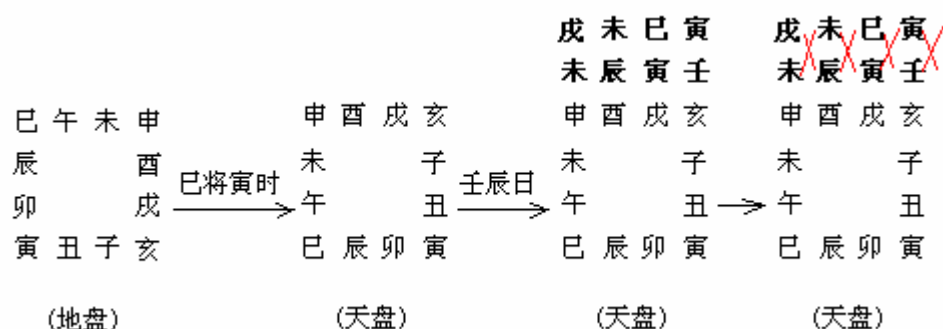 戌 未 巳 寅
未 辰 寅 壬
戌 未 巳 寅
未 辰 寅 壬
巳 午 未 申
辰 酉
卯 戌
寅 丑 子 亥
(地盘)
巳将寅时
申 酉 戌 亥
未 子
午 丑
巳 辰 卯 寅
(天盘)
壬辰日
申 酉 戌 亥
未 子
午 丑
巳 辰 卯 寅
(天盘)
申 酉 戌 亥
未 子
午 丑
巳 辰 卯 寅
(天盘)